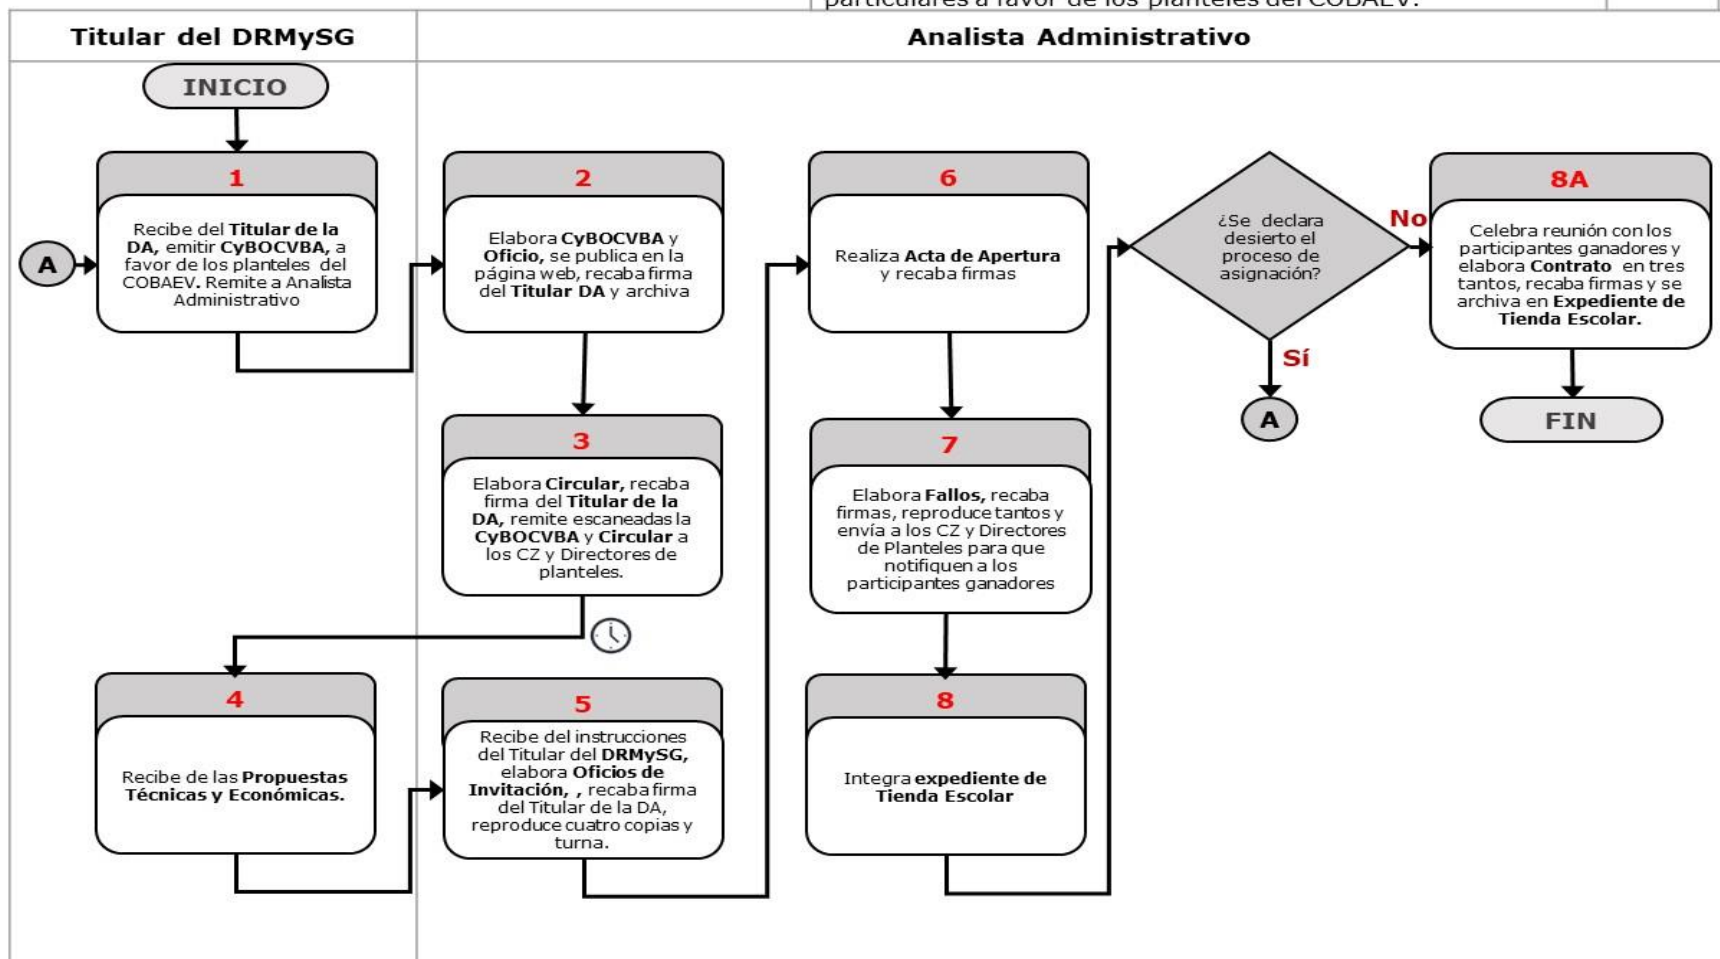 particulares a favor de los planteles del COBAEV.
Titular del DRMySG
Analista Administrativo
INICIO
A
1
Recibe del Titular de la
DA, emitir CyBOCVBA, a
favor de los planteles del
COBAEV. Remite a Analista
Administrativo
2
Elabora CyBOCVBA y
Oficio, se publica en la
página web, recaba firma
del Titular DA y archiva
3
Elabora Circular, recaba
firma del Titular de la
DA, remite escaneadas la
CyBOCVBA y Circular a
los CZ y Directores de
planteles.
4
Recibe de las Propuestas
Técnicas y Económicas.
5
Recibe del instrucciones
del Titular del DRMySG,
elabora Oficios de
Invitación, , recaba firma
del Titular de la DA,
reproduce cuatro copias y
turna.
6
Realiza Acta de Apertura
y recaba firmas
7
Elabora Fallos, recaba
firmas, reproduce tantos y
envía a los CZ y Directores
de Planteles para que
notifiquen a los
participantes ganadores
8
Integra expediente de
Tienda Escolar
¿Se declara
desierto el
proceso de
asignación?
No
Sí
A
8A
Celebra reunión con los
participantes ganadores y
elabora Contrato en tres
tantos, recaba firmas y se
archiva en Expediente de
Tienda Escolar.
FIN